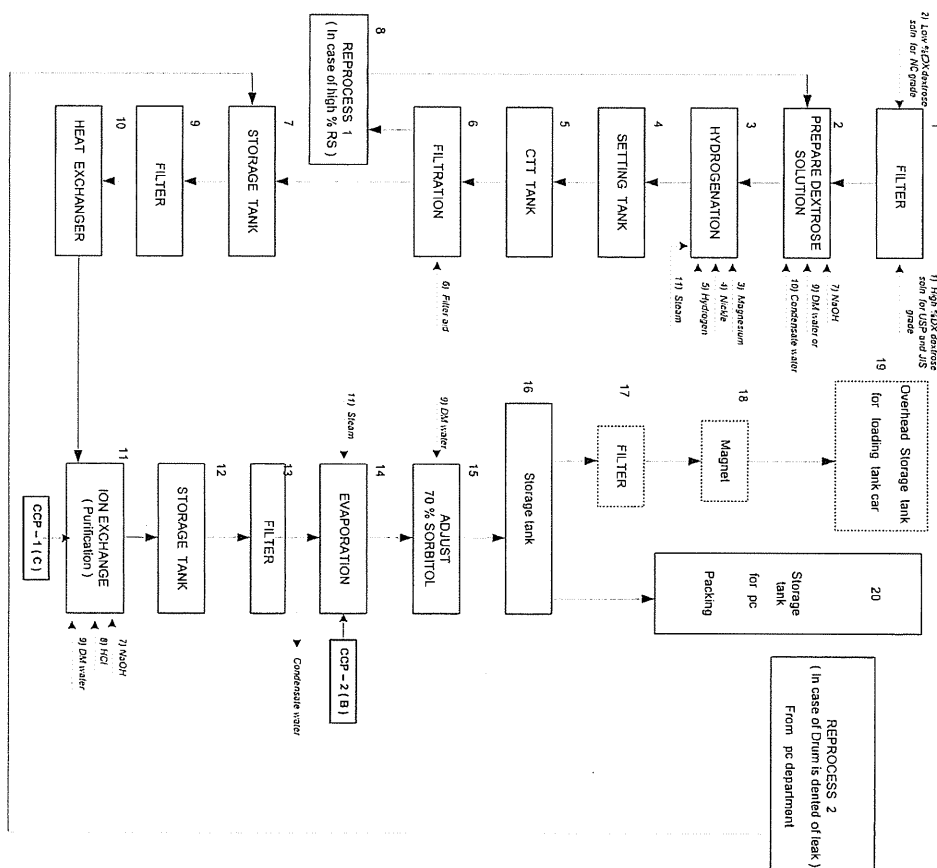 2) Low %DX dextrose
soln for NC grade
1) High %DX dextrose
soln for USP and JIS
grade
1
FILTER
2
PREPARE DEXTROSE
SOLUTION
7) NaOH
9) DM water or
10) Condensate water
3
HYDROGENATION
3) Magnesium
4) Nickle
5) Hydrogen
11) Steam
4
SETTING TANK
5
CTT TANK
6
FILTRATION
6) Filter aid
8
REPROCESS 1
( In case of high % RS )
7
STORAGE TANK
9
FILTER
10
HEAT EXCHANGER
11
ION EXCHANGE
( Purification )
CCP - 1 ( C )
7) NaOH
8) HCl
9) DM water
12
STORAGE TANK
13
FILTER
Condensate water
14
EVAPORATION
11) Steam
CCP - 2 ( B )
15
ADJUST
70 % SORBITOL
9) DM water
16
Storage tank
17
FILTER
18
Magnet
19
Overhead Storage tank
for loading tank car
20
Storage
tank
for pc
Packing
REPROCESS 2
( In case of Drum is dented of leak )
From pc department